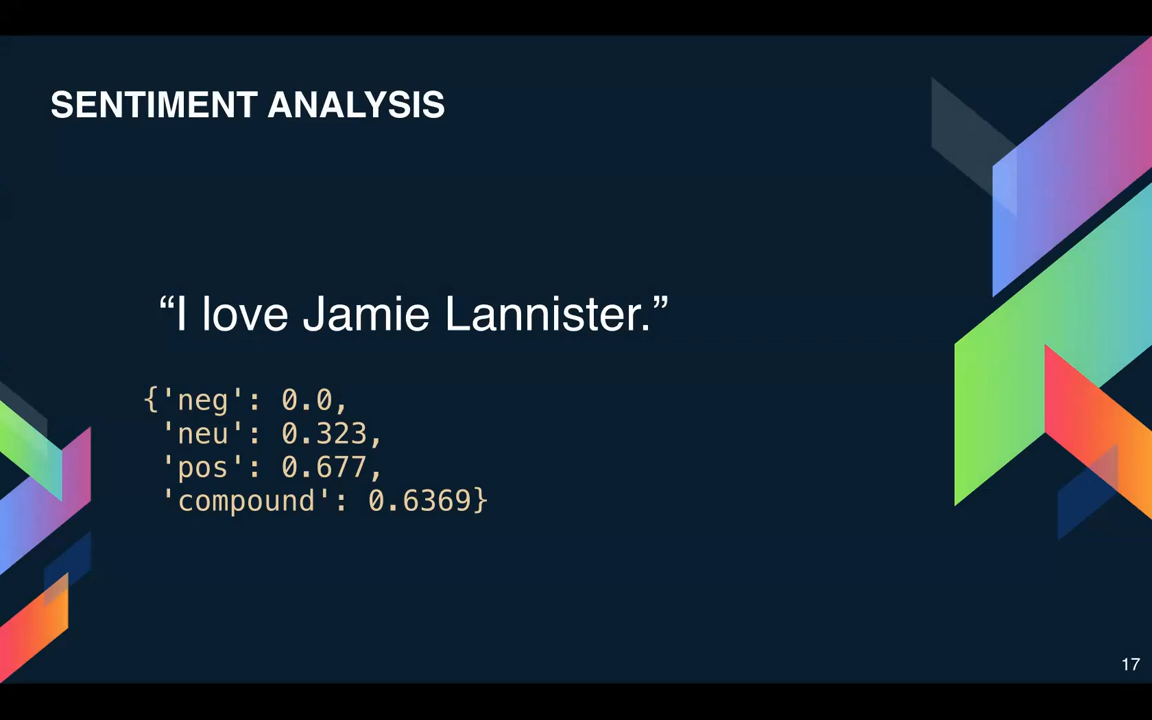 SENTIMENT ANALYSIS
“I love Jamie Lannister.”
{'neg': 0.0,
'neu': 0.323,
'pos': 0.677,
'compound': 0.6369}
17